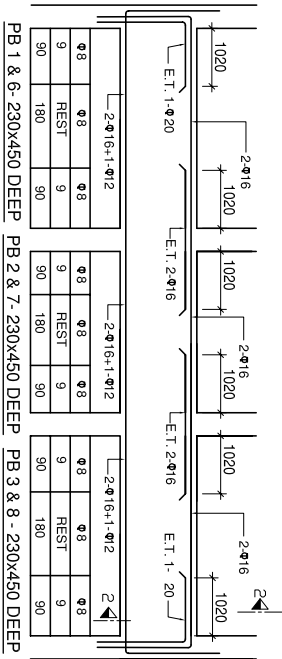 2
2-Φ16 2-Φ16 2-Φ16
1020 1020 1020 1020 1020 1020
E.T. 1-Φ20 E.T. 2-Φ16 E.T. 2-Φ16 E.T. 1- 20
2-Φ16+1-Φ12 2-Φ16+1-Φ12 2-Φ16+1-Φ12
2
Φ8 Φ8 Φ8 Φ8 Φ8 Φ8 Φ8 Φ8 Φ8
9 REST 9 9 REST 9 9 REST 9
90 180 90 90 180 90 90 180 90
PB 1 & 6- 230x450 DEEP PB 2 & 7- 230x450 DEEP PB 3 & 8 - 230x450 DEEP